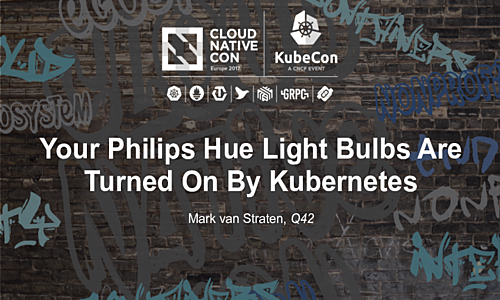 CLOUD
NATIVE
CON
Europe 2017
KubeCon
A CNCF EVENT
GRPC
Your Philips Hue Light Bulbs Are
Turned On By Kubernetes
Mark van Straten, Q42